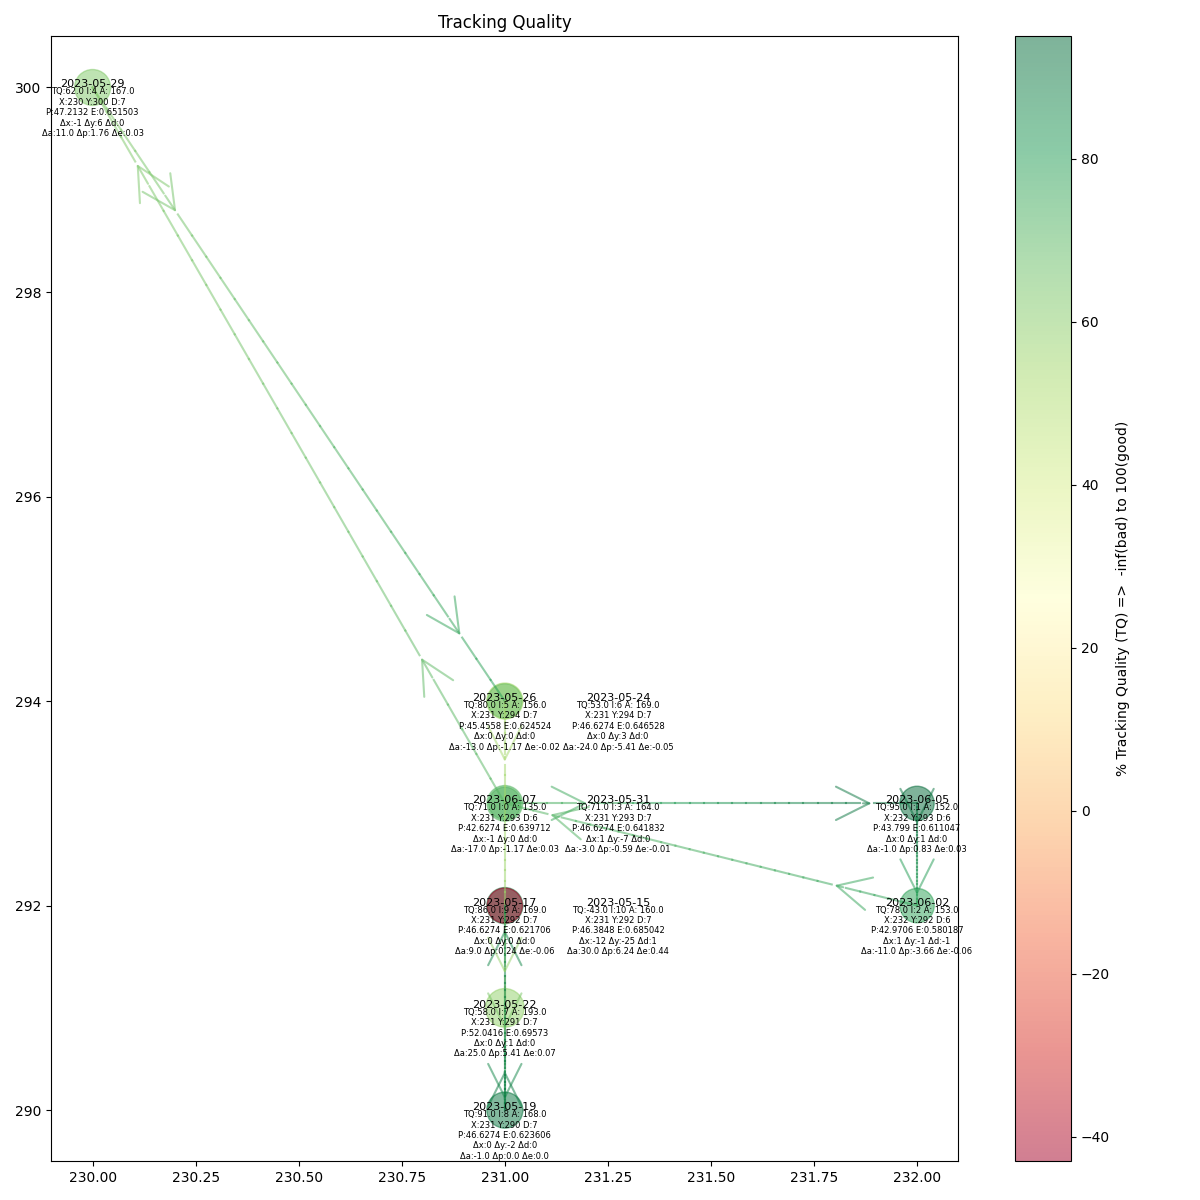 Tracking Quality
300
298
296
294
292
290
230.00
230.25
230.50
230.75
231.00
231.25
231.50
231.75
232.00
2023-05-29
TQ:62.0 I:4 A: 167.0
X:230 Y:300 D:7
P:47.2132 E:0.651503
Δx:-1 Δy:6 Δd:0
Δa:11.0 Δp:1.76 Δe:0.03
2023-05-26
TQ:80.0 I:5 A: 156.0
X:231 Y:294 D:7
P:45.4558 E:0.624524
Δx:0 Δy:0 Δd:0
Δa:-13.0 Δp:-1.17 Δe:-0.02
2023-05-24
TQ:53.0 I:6 A: 169.0
X:231 Y:294 D:7
P:46.6274 E:0.646528
Δx:0 Δy:3 Δd:0
Δa:-24.0 Δp:-5.41 Δe:-0.05
2023-06-07
TQ:71.0 I:0 A: 135.0
X:231 Y:293 D:6
P:42.6274 E:0.639712
Δx:-1 Δy:0 Δd:0
Δa:-17.0 Δp:-1.17 Δe:0.03
2023-05-31
TQ:71.0 I:3 A: 164.0
X:231 Y:293 D:7
P:46.6274 E:0.641832
Δx:1 Δy:-7 Δd:0
Δa:-3.0 Δp:-0.59 Δe:-0.01
2023-06-05
TQ:95.0 I:1 A: 152.0
X:232 Y:293 D:6
P:43.799 E:0.611047
Δx:0 Δy:1 Δd:0
Δa:-1.0 Δp:0.83 Δe:0.03
2023-05-17
TQ:86.0 I:9 A: 169.0
X:231 Y:292 D:7
P:46.6274 E:0.621706
Δx:0 Δy:0 Δd:0
Δa:9.0 Δp:0.24 Δe:-0.06
2023-05-15
TQ:-43.0 I:10 A: 160.0
X:231 Y:292 D:7
P:46.3848 E:0.685042
Δx:-12 Δy:-25 Δd:1
Δa:30.0 Δp:6.24 Δe:0.44
2023-06-02
TQ:78.0 I:2 A: 153.0
X:232 Y:292 D:6
P:42.9706 E:0.580187
Δx:1 Δy:-1 Δd:-1
Δa:-11.0 Δp:-3.66 Δe:-0.06
2023-05-22
TQ:58.0 I:7 A: 193.0
X:231 Y:291 D:7
P:52.0416 E:0.69573
Δx:0 Δy:1 Δd:0
Δa:25.0 Δp:5.41 Δe:0.07
2023-05-19
TQ:91.0 I:8 A: 168.0
X:231 Y:290 D:7
P:46.6274 E:0.623606
Δx:0 Δy:-2 Δd:0
Δa:-1.0 Δp:0.0 Δe:0.0
80
60
40
20
0
−20
−40
% Tracking Quality (TQ) => -inf(bad) to 100(good)